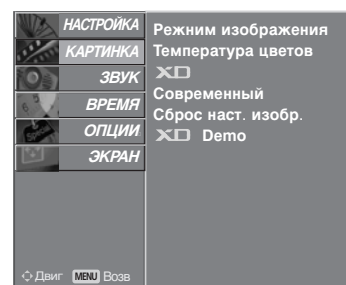 НАСТРОЙКА
КАРТИНКА
ЗВУК
ВРЕМЯ
ОПЦИИ
ЭКРАН
Режним изображения
Температура цветов
XD
Современный
Сброс наст. изобр.
XD Demo
Двиг MENU Возв